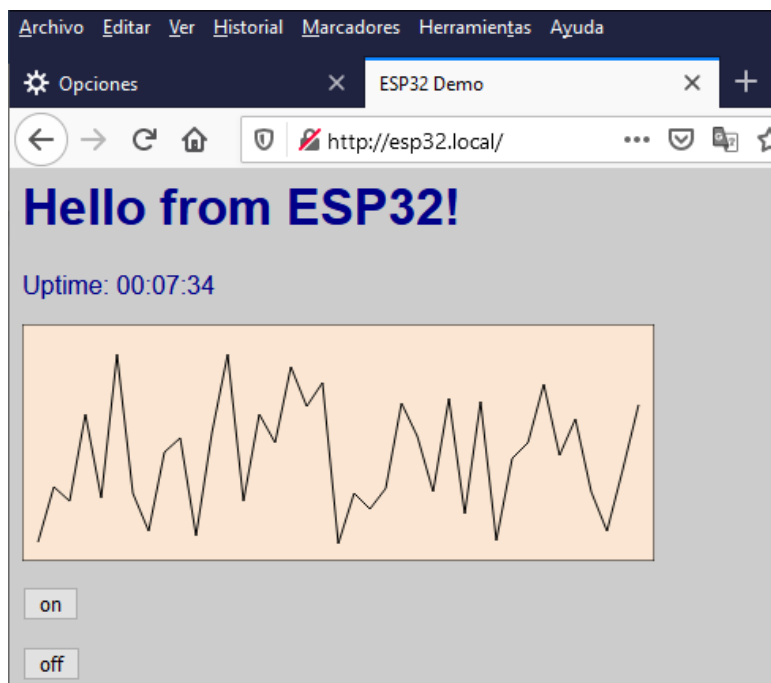 Archivo Editar Ver Historial Marcadores Herramientas Ayuda
Opciones
ESP32 Demo
http://esp32.local/
Hello from ESP32!
Uptime: 00:07:34
on
off